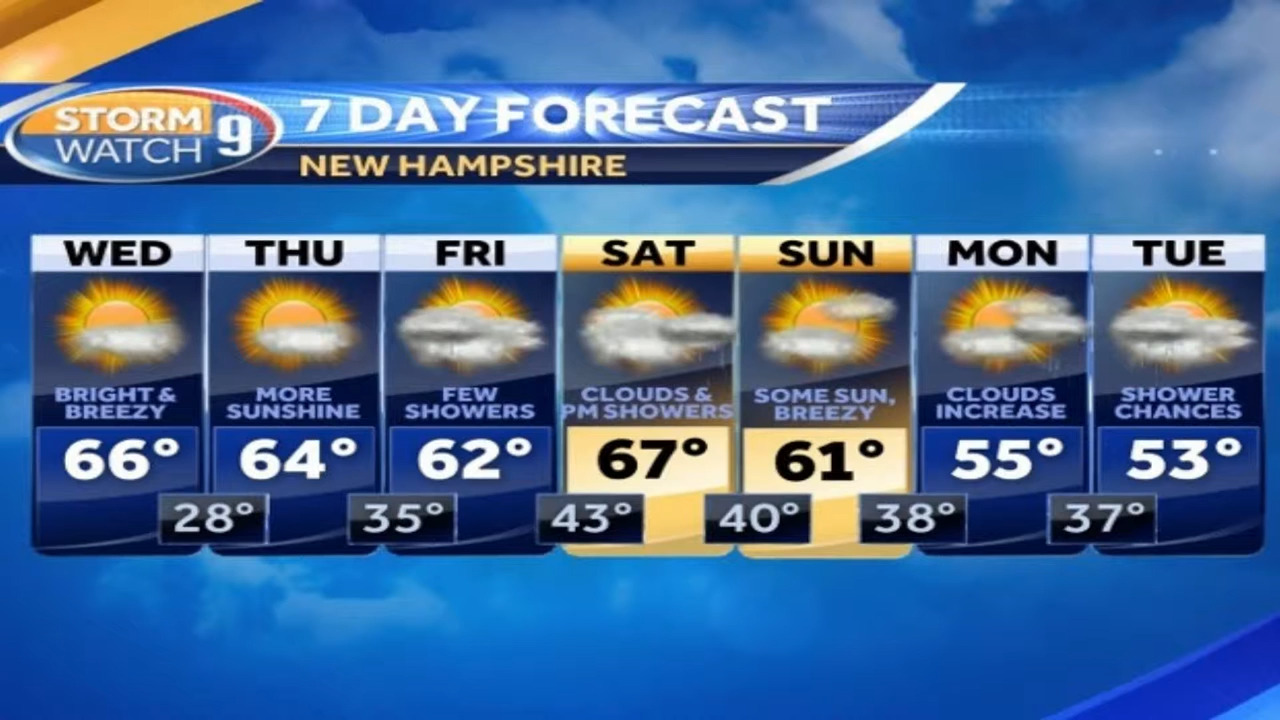 STORM
WATCH 9
7 DAY FORECAST
NEW HAMPSHIRE
WED
BRIGHT &
BREEZY
66°
28°
THU
MORE
SUNSHINE
64°
35°
FRI
FEW
SHOWERS
62°
43°
SAT
CLOUDS &
PM SHOWERS
67°
40°
SUN
SOME SUN,
BREEZY
61°
38°
MON
CLOUDS
INCREASE
55°
37°
TUE
SHOWER
CHANCES
53°